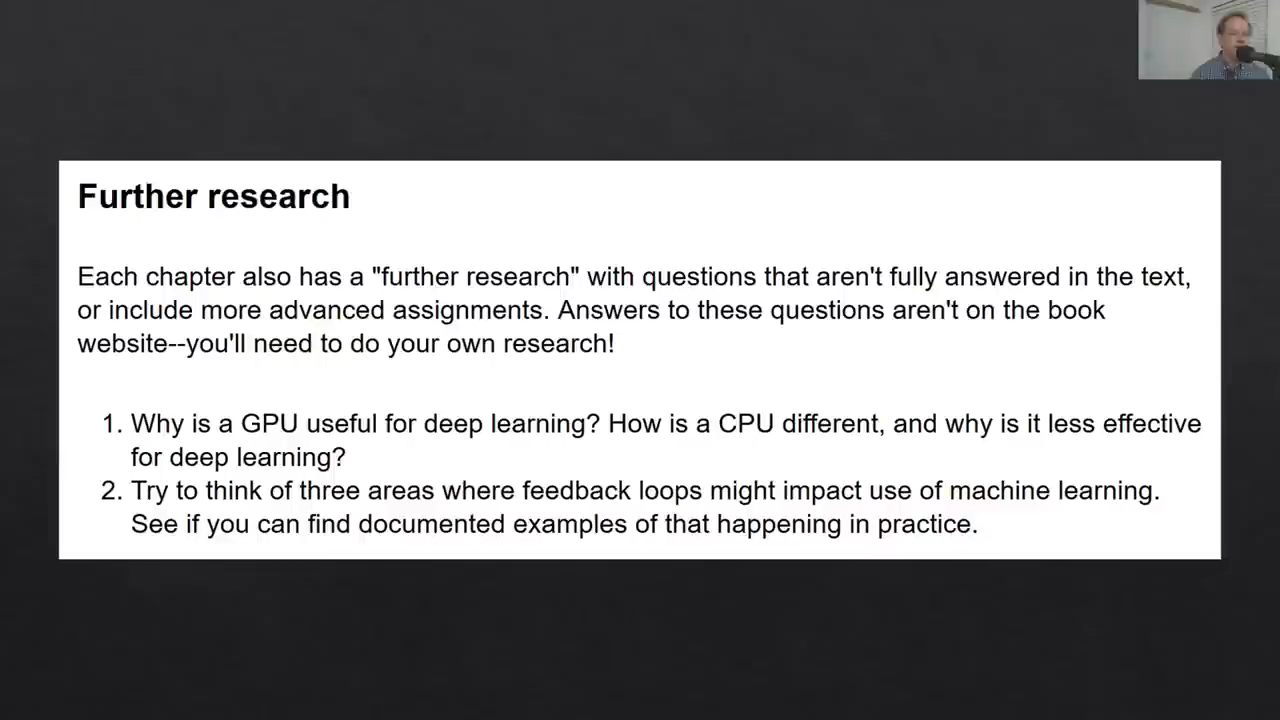 Further research
Each chapter also has a "further research" with questions that aren't fully answered in the text,
or include more advanced assignments. Answers to these questions aren't on the book
website--you'll need to do your own research!
1. Why is a GPU useful for deep learning? How is a CPU different, and why is it less effective
for deep learning?
2. Try to think of three areas where feedback loops might impact use of machine learning.
See if you can find documented examples of that happening in practice.